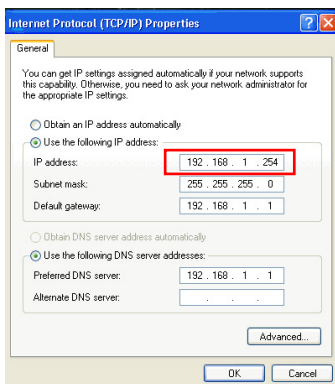 Internet Protocol (TCP/IP) Properties
General
You can get IP settings assigned automatically if your network supports
this capability. Otherwise, you need to ask your network administrator for
the appropriate IP settings.
Obtain an IP address automatically
Use the following IP address:
IP address: 192 . 168 . 1 . 254
Subnet mask: 255 . 255 . 255 . 0
Default gateway: 192 . 168 . 1 . 1
Obtain DNS server address automatically
Use the following DNS server addresses:
Preferred DNS server: 192 . 168 . 1 . 1
Alternate DNS server: . . .
Advanced...
OK Cancel